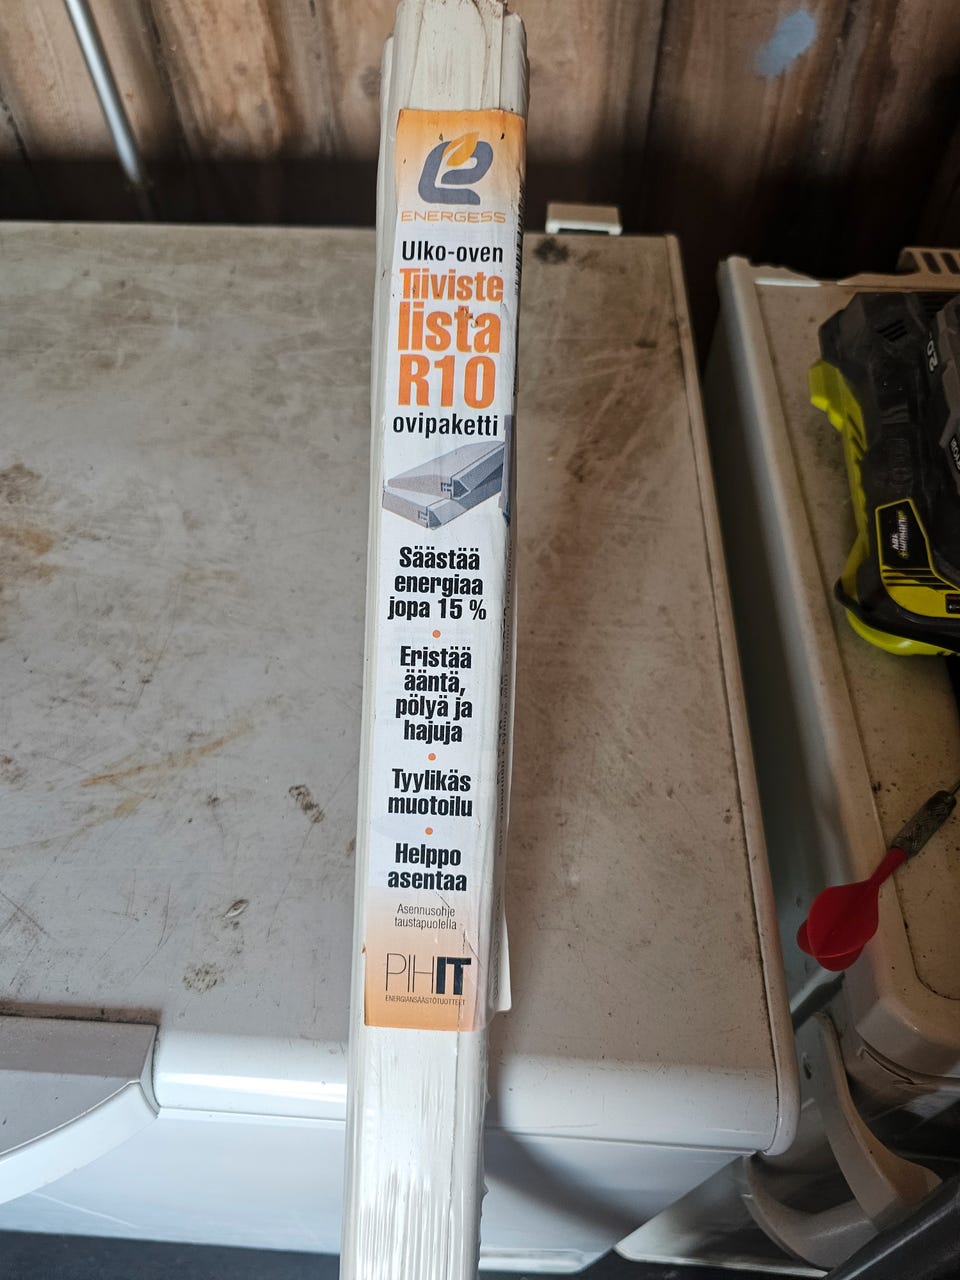 ENERGESS
Ulko-oven
Tiiviste
lista
R10
ovipaketti
Säästää
energiaa
jopa 15 %
Eristää
ääntä,
pölyä ja
hajuja
Tyylikäs
muotoilu
Helppo
asentaa
Asennusohje
taustapuolella
PIHIT
ENERGIANSÄÄSTÖTUOTTEET